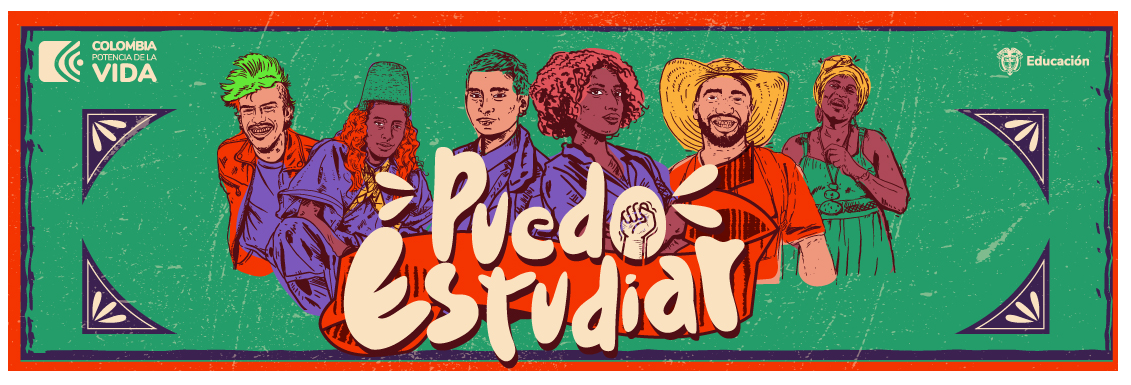 COLOMBIA
POTENCIA DE LA
VIDA
Educación
Puedo
Estudiar